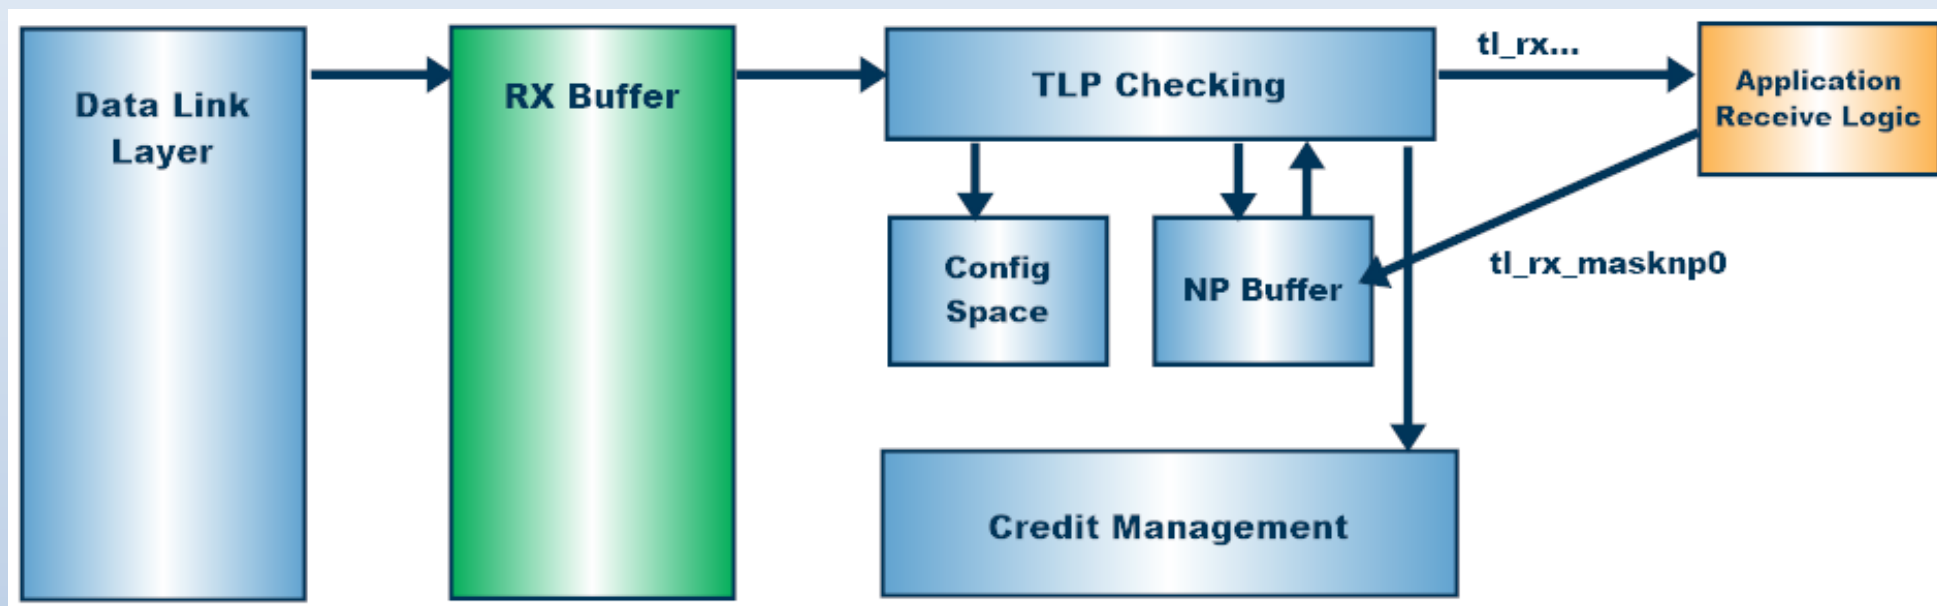 Data Link
Layer
RX Buffer
TLP Checking
tl_rx...
Application
Receive Logic
Config
Space
NP Buffer
tl_rx_masknp0
Credit Management